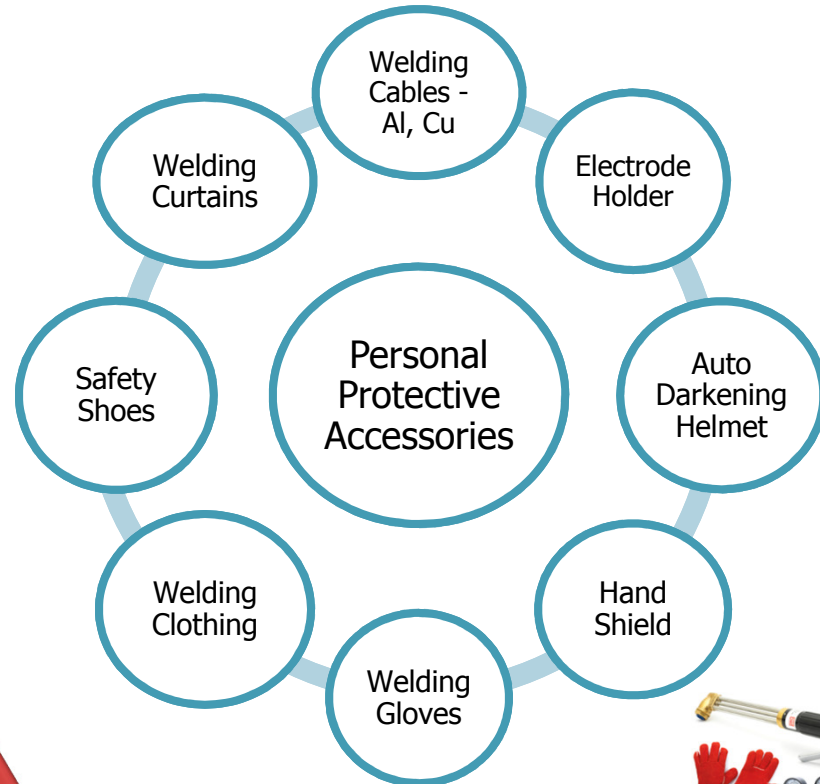 Welding
Cables -
Al, Cu
Electrode
Holder
Auto
Darkening
Helmet
Hand
Shield
Welding
Gloves
Welding
Clothing
Safety
Shoes
Welding
Curtains
Personal
Protective
Accessories